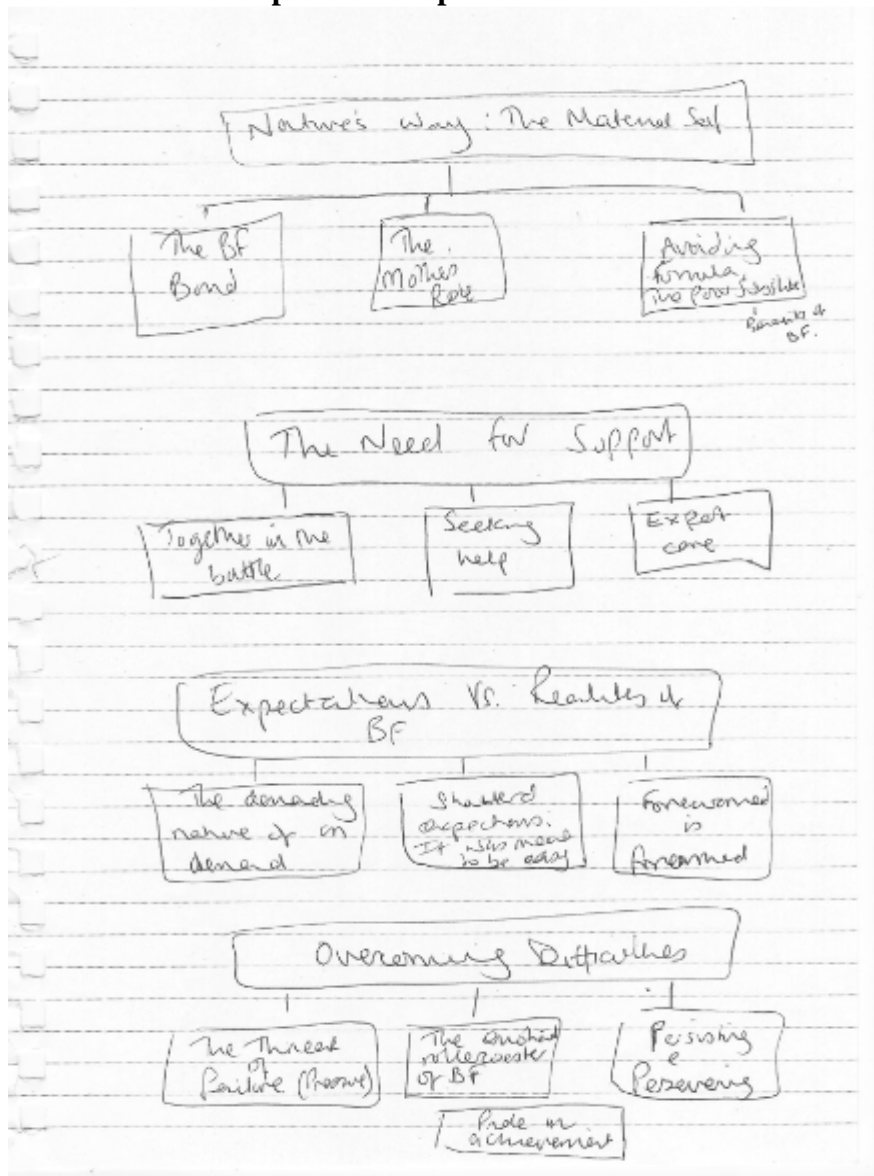 Nature's Way: The Maternal Self
The BF
Bond
The
Mother
Role
Avoiding
Formula,
The Poor Substitute
Benefits of
BF.
The Need for Support
Together in the
battle
Seeking
help
Expert
care
Expectations Vs. Realities of
BF
The demanding
nature of on
demand
Shattered
expectations.
It was meant
to be easy
Forewarned
is
forearmed
Overcoming Difficulties
The Threat
of
failure (Pressure)
The emotional
rollercoaster
of BF
Persisting
&
Persevering
Pride in
achievement